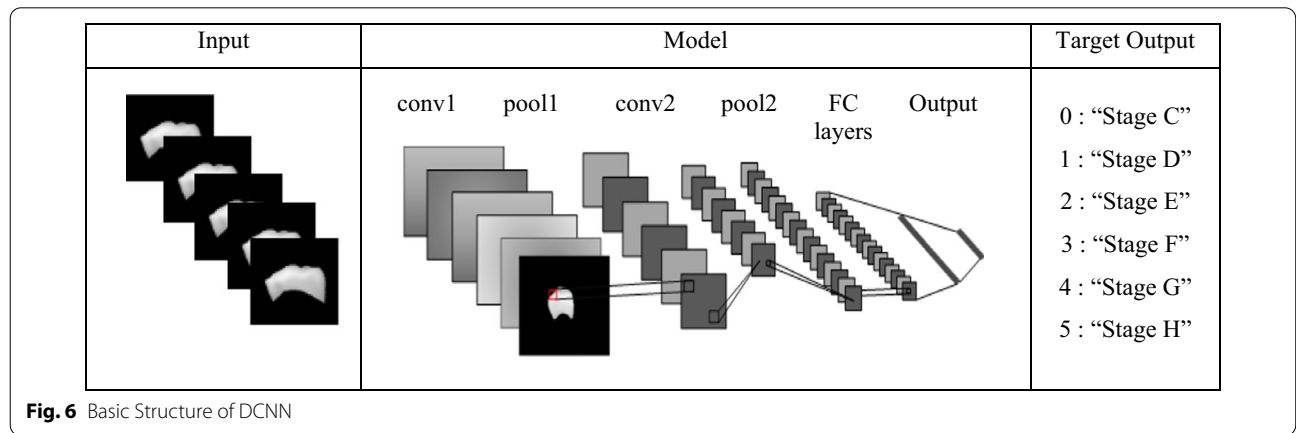 Input
Model
Target Output
conv1 pool1 conv2 pool2 FC layers Output
0 : “Stage C”
1 : “Stage D”
2 : “Stage E”
3 : “Stage F”
4 : “Stage G”
5 : “Stage H”
Fig. 6 Basic Structure of DCNN